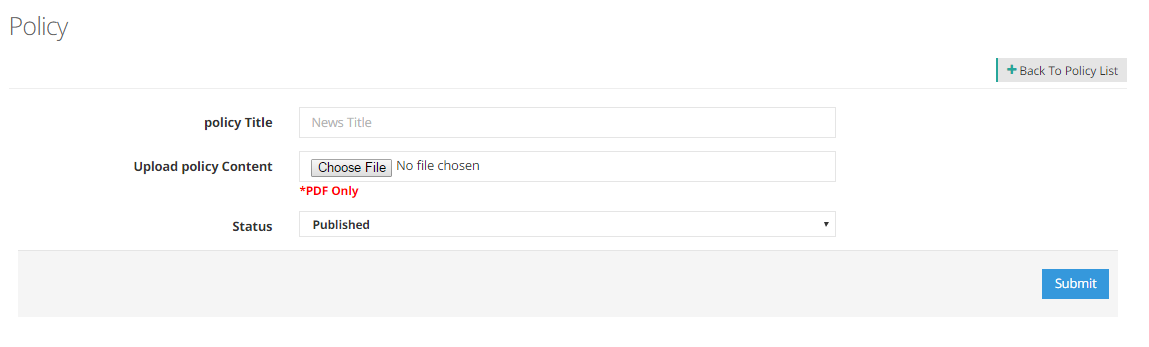 Policy
Back To Policy List
policy Title
News Title
Upload policy Content
Choose File No file chosen
*PDF Only
Status
Published
Submit